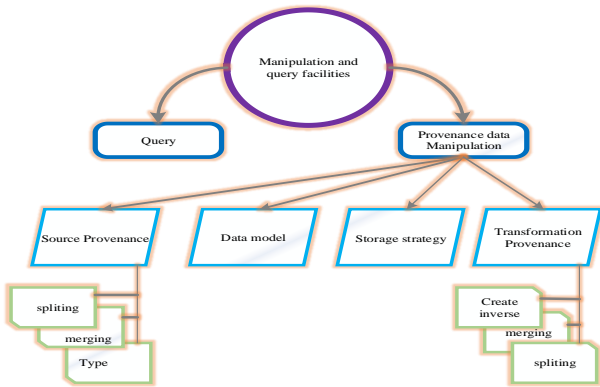 Manipulation and
query facilities
Query
Provenance data
Manipulation
Source Provenance
Data model
Storage strategy
Transformation
Provenance
spliting
merging
Type
Create
inverse
merging
spliting